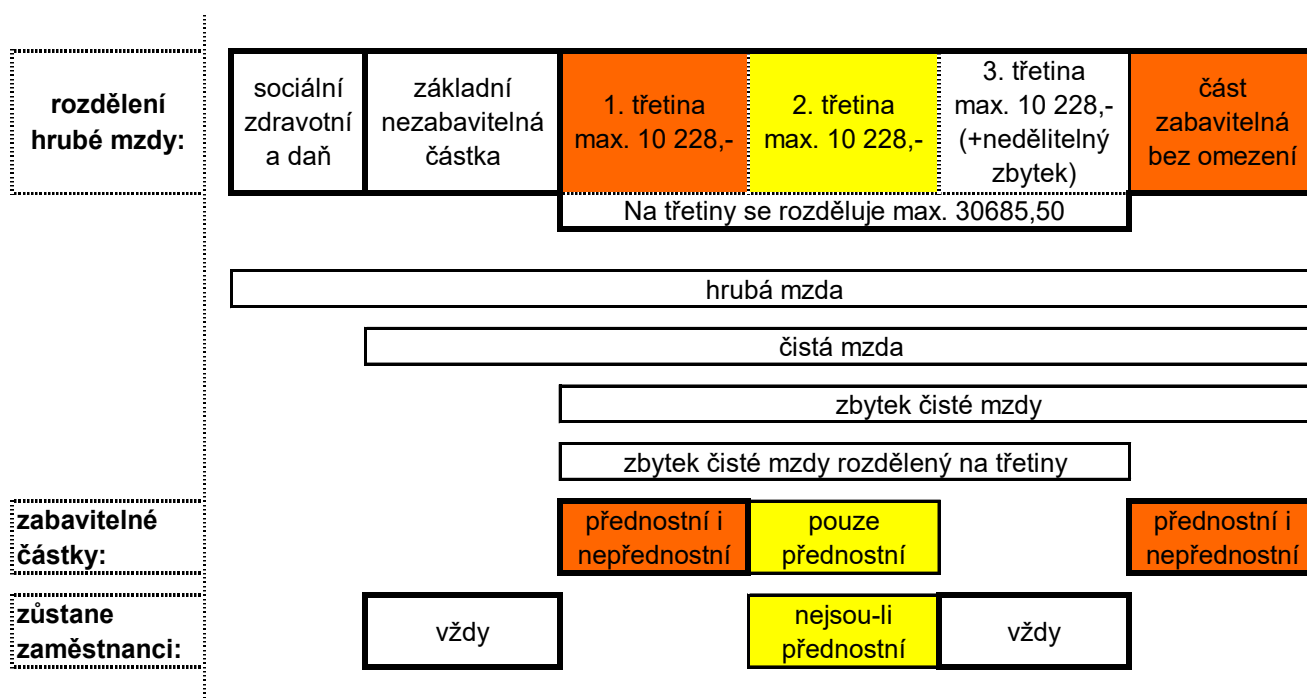 rozdělení
hrubé mzdy:
sociální
zdravotní
a daň
základní
nezabavitelná
částka
1. třetina
max. 10 228,-
2. třetina
max. 10 228,-
3. třetina
max. 10 228,-
(+nedělitelný
zbytek)
část
zabavitelná
bez omezení
Na třetiny se rozděluje max. 30685,50
hrubá mzda
čistá mzda
zbytek čisté mzdy
zbytek čisté mzdy rozdělený na třetiny
zabavitelné
částky:
přednostní i
nepřednostní
pouze
přednostní
přednostní i
nepřednostní
zůstane
zaměstnanci:
vždy
nejsou-li
přednostní
vždy